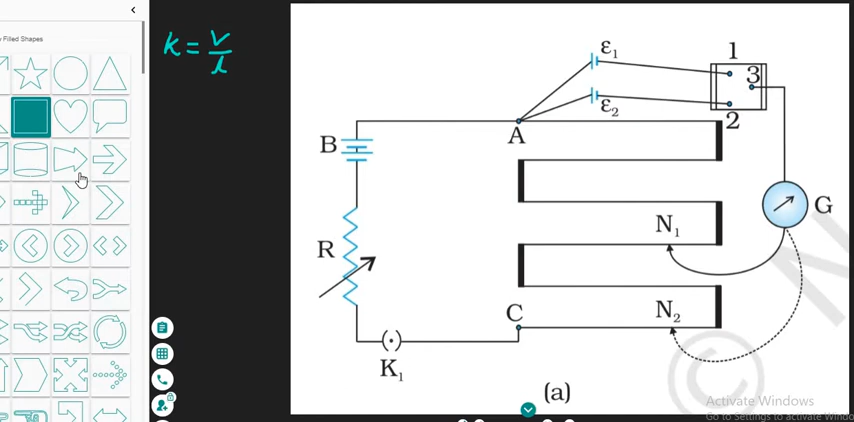 Filled Shapes
k = v/l
ε₁
1
3
ε₂
2
A
B
G
N₁
R
N₂
C
K₁
(a)
© N
Activate Windows
Go to Settings to activate Windo